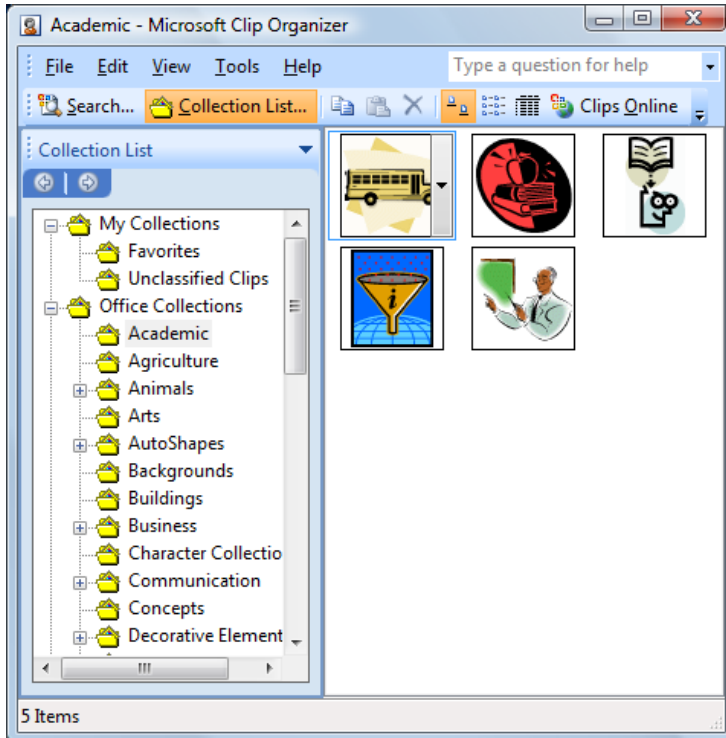 Academic - Microsoft Clip Organizer
File Edit View Tools Help Type a question for help
Search... Collection List... Clips Online
Collection List
My Collections
Favorites
Unclassified Clips
Office Collections
Academic
Agriculture
Animals
Arts
AutoShapes
Backgrounds
Buildings
Business
Character Collectio
Communication
Concepts
Decorative Element
i
5 Items